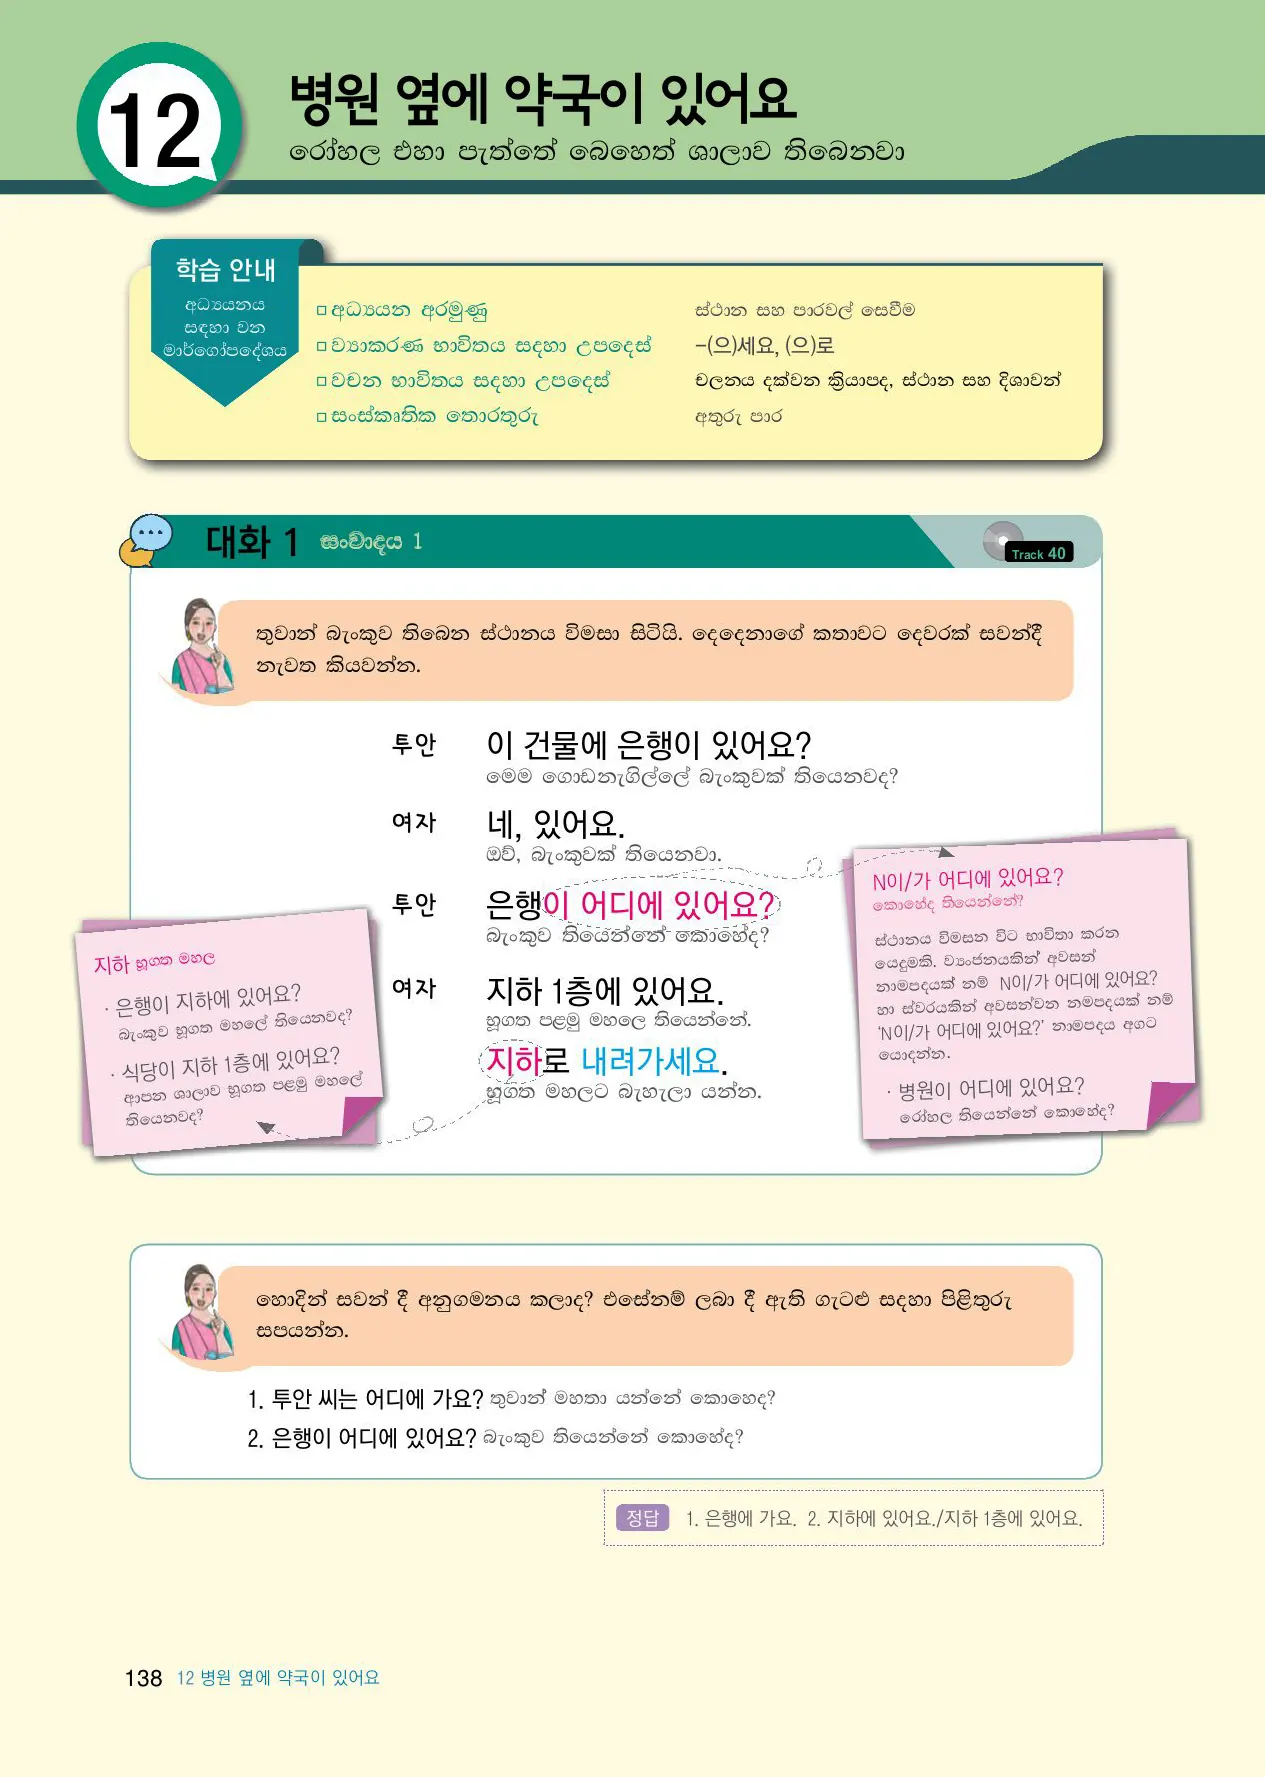 12
병원 옆에 약국이 있어요
රෝහල එහා පැත්තේ බෙහෙත් ශාලාව තිබෙනවා
학습 안내
අධ්‍යයනය
සඳහා වන
මාර්ගෝපදේශය
□ අධ්‍යයන අරමුණු ස්ථාන සහ පාරවල් සෙවීම
□ ව්‍යාකරණ භාවිතය සඳහා උපදෙස් -(으)세요, (으)로
□ වචන භාවිතය සඳහා උපදෙස් චලනය දක්වන ක්‍රියාපද, ස්ථාන සහ දිශාවන්
□ සංස්කෘතික තොරතුරු අතුරු පාර
대화 1 සංවාදය 1
Track 40
තුවාන් බැංකුව තිබෙන ස්ථානය විමසා සිටියි. දෙදෙනාගේ කතාවට දෙවරක් සවන්දී
නැවත කියවන්න.
투안 이 건물에 은행이 있어요?
මෙම ගොඩනැගිල්ලේ බැංකුවක් තියෙනවද?
여자 네, 있어요.
ඔව්, බැංකුවක් තියෙනවා.
투안 은행이 어디에 있어요?
බැංකුව තියෙන්නේ කොහේද?
여자 지하 1층에 있어요.
භූගත පළමු මහලෙ තියෙන්නේ.
지하로 내려가세요.
භූගත මහලට බැහැලා යන්න.
N이/가 어디에 있어요?
කොහේද තියෙන්නේ?
ස්ථානය විමසන විට භාවිතා කරන
යෙදුමකි. ව්‍යංජනයකින් අවසන්
නාමපදයක් නම් N이/가 어디에 있어요?
හා ස්වරයකින් අවසන්වන නමපදයක් නම්
‘N이/가 어디에 있어요?’ නාමපදය අගට
යොදන්න.
· 병원이 어디에 있어요?
රෝහල තියෙන්නේ කොහේද?
지하 භූගත මහල
· 은행이 지하에 있어요?
බැංකුව භූගත මහලේ තියෙනවද?
· 식당이 지하 1층에 있어요?
ආපන ශාලාව භූගත පළමු මහලේ
තියෙනවද?
හොදින් සවන් දී අනුගමනය කලාද? එසේනම් ලබා දී ඇති ගැටළු සදහා පිළිතුරු
සපයන්න.
1. 투안 씨는 어디에 가요? තුවාන් මහතා යන්නේ කොහෙද?
2. 은행이 어디에 있어요? බැංකුව තියෙන්නේ කොහේද?
정답 1. 은행에 가요. 2. 지하에 있어요./지하 1층에 있어요.
138 12 병원 옆에 약국이 있어요